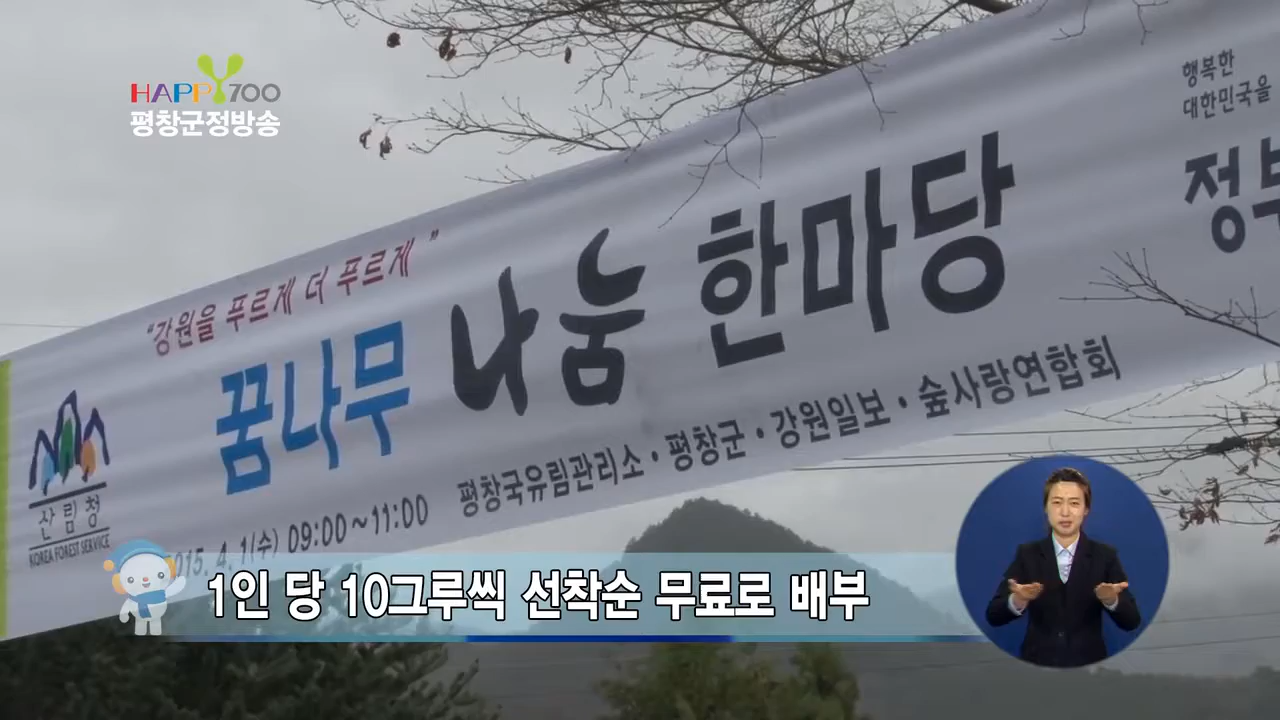 HAPPY700
평창군정방송
행복한
대한민국을
"강원을 푸르게 더 푸르게"
꿈나무 나눔 한마당
평창국유림관리소·평창군·강원일보·숲사랑연합회
산림청
KOREA FOREST SERVICE
2015. 4. 1(수) 09:00~11:00
1인 당 10그루씩 선착순 무료로 배부